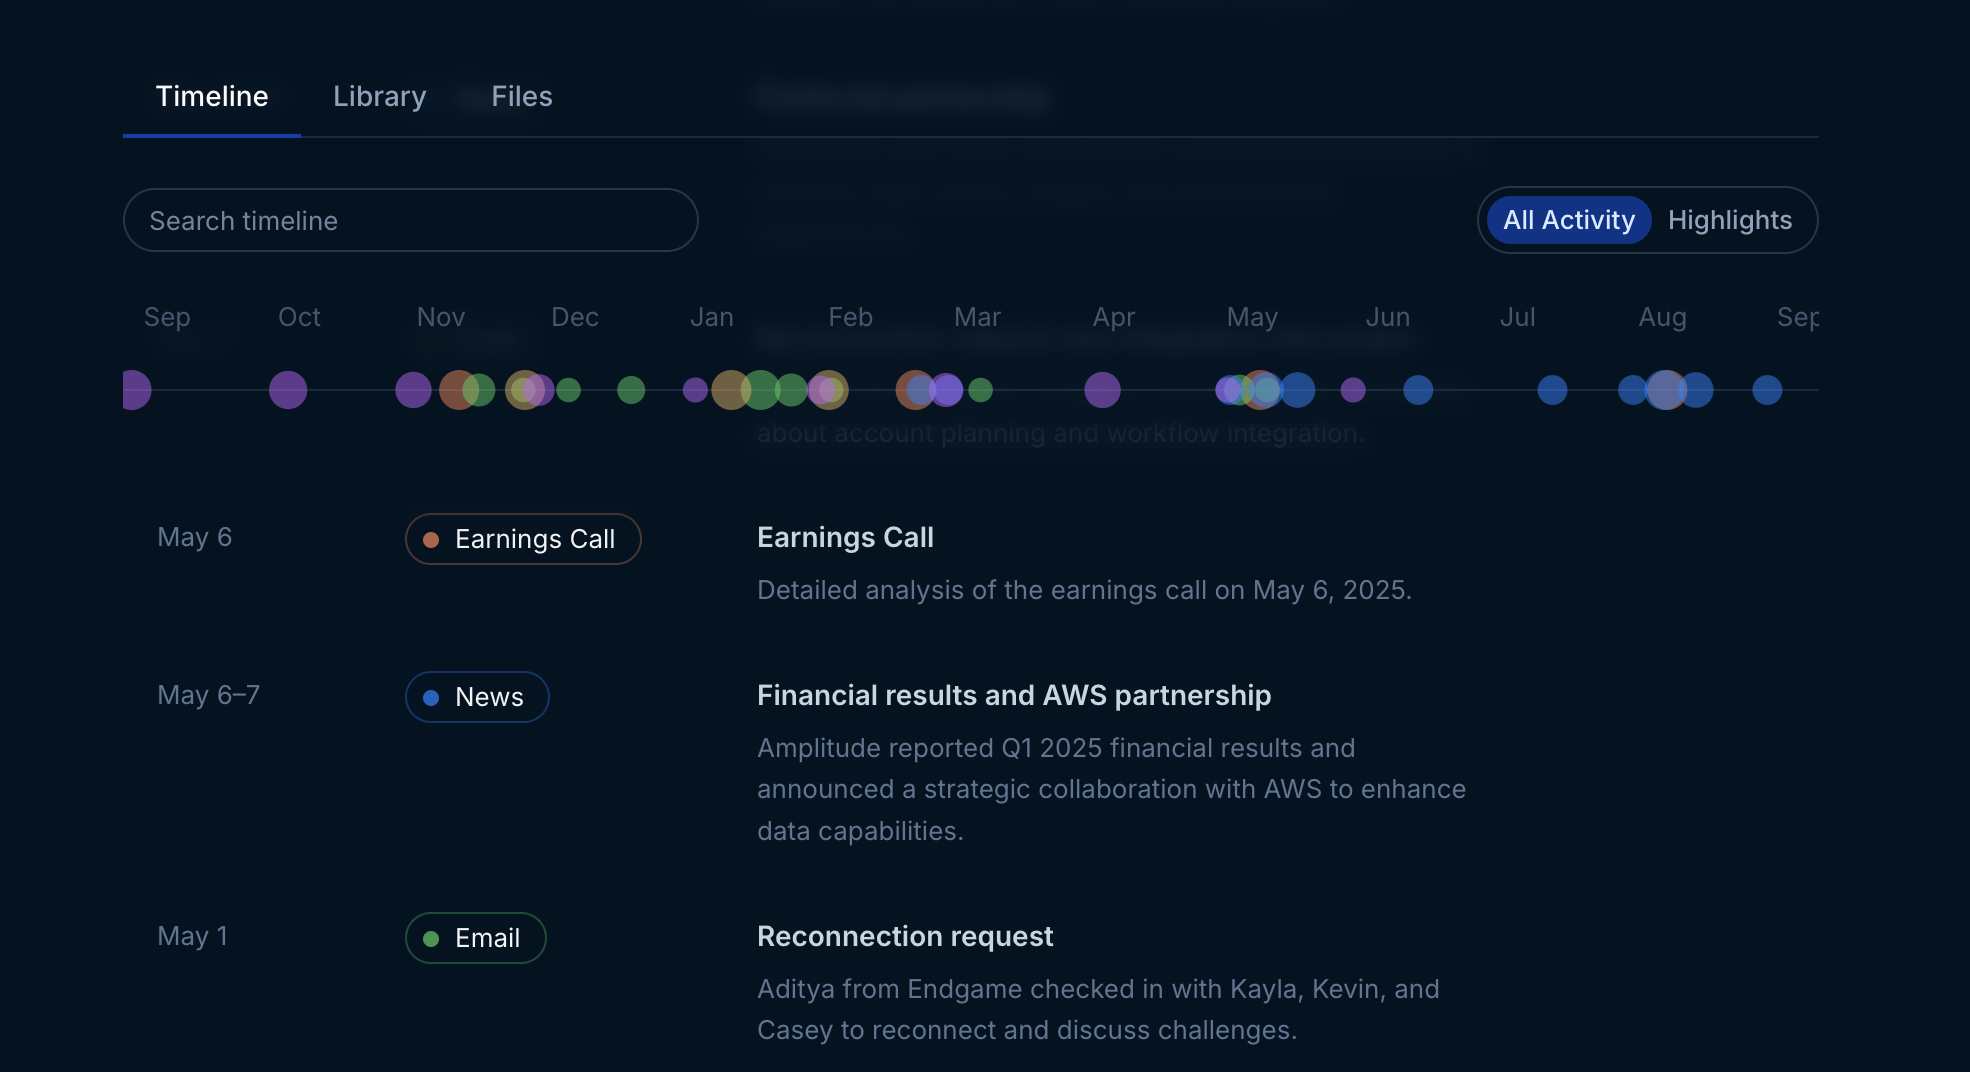 Timeline Library Files
Search timeline
All Activity Highlights
Sep Oct Nov Dec Jan Feb Mar Apr May Jun Jul Aug Sep
about account planning and workflow integration.
May 6 Earnings Call Earnings Call
Detailed analysis of the earnings call on May 6, 2025.
May 6–7 News Financial results and AWS partnership
Amplitude reported Q1 2025 financial results and
announced a strategic collaboration with AWS to enhance
data capabilities.
May 1 Email Reconnection request
Aditya from Endgame checked in with Kayla, Kevin, and
Casey to reconnect and discuss challenges.